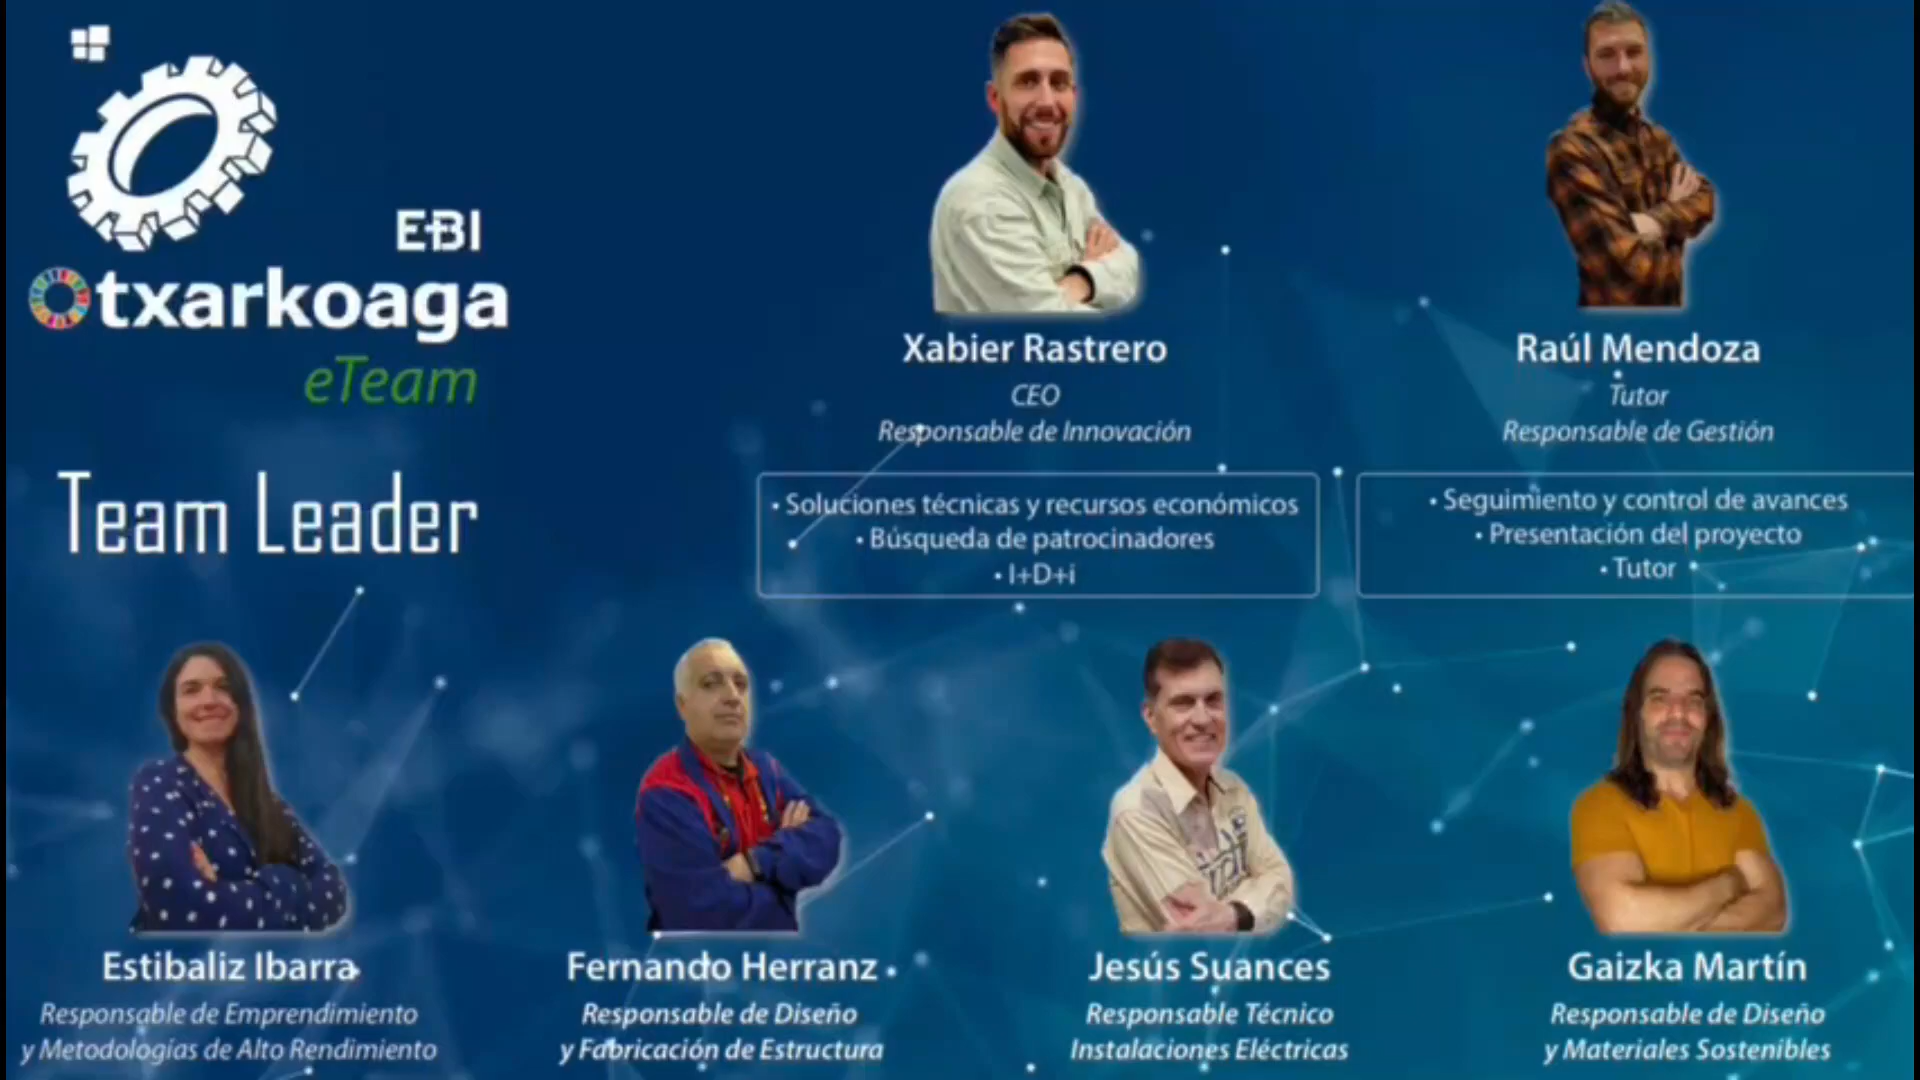 EBI
Otxarkoaga
eTeam
Team Leader
Xabier Rastrero
CEO
Responsable de Innovación
• Soluciones técnicas y recursos económicos
• Búsqueda de patrocinadores
• I+D+i
Raúl Mendoza
Tutor
Responsable de Gestión
• Seguimiento y control de avances
• Presentación del proyecto
• Tutor
Estibaliz Ibarra
Responsable de Emprendimiento
y Metodologías de Alto Rendimiento
Fernando Herranz
Responsable de Diseño
y Fabricación de Estructura
Jesús Suances
Responsable Técnico
Instalaciones Eléctricas
Gaizka Martín
Responsable de Diseño
y Materiales Sostenibles